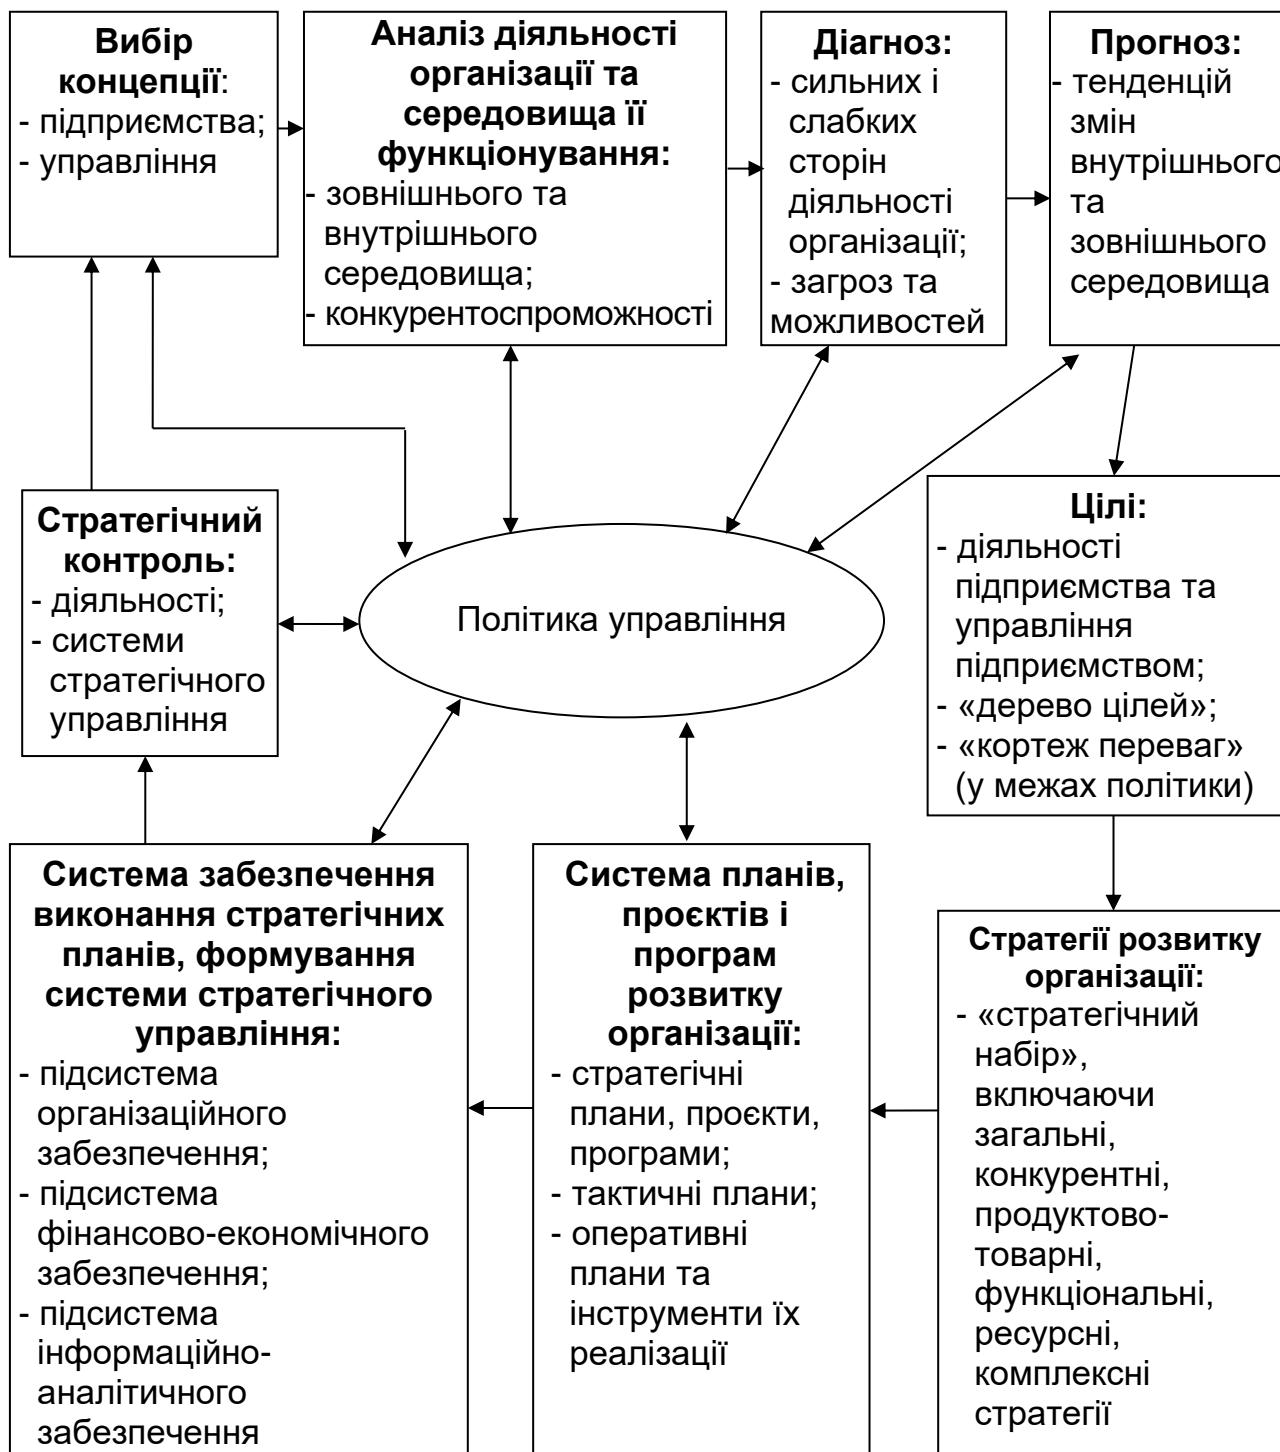 Вибір
концепції:
- підприємства;
- управління
Аналіз діяльності
організації та
середовища її
функціонування:
- зовнішнього та
внутрішнього
середовища;
- конкурентоспроможності
Діагноз:
- сильних і
слабких
сторін
діяльності
організації;
- загроз та
можливостей
Прогноз:
- тенденцій
змін
внутрішнього
та
зовнішнього
середовища
Стратегічний
контроль:
- діяльності;
- системи
стратегічного
управління
Політика управління
Цілі:
- діяльності
підприємства та
управління
підприємством;
- «дерево цілей»;
- «кортеж переваг»
(у межах політики)
Система забезпечення
виконання стратегічних
планів, формування
системи стратегічного
управління:
- підсистема
організаційного
забезпечення;
- підсистема
фінансово-економічного
забезпечення;
- підсистема
інформаційно-
аналітичного
забезпечення
Система планів,
проєктів і
програм
розвитку
організації:
- стратегічні
плани, проєкти,
програми;
- тактичні плани;
- оперативні
плани та
інструменти їх
реалізації
Стратегії розвитку
організації:
- «стратегічний
набір»,
включаючи
загальні,
конкурентні,
продуктово-
товарні,
функціональні,
ресурсні,
комплексні
стратегії